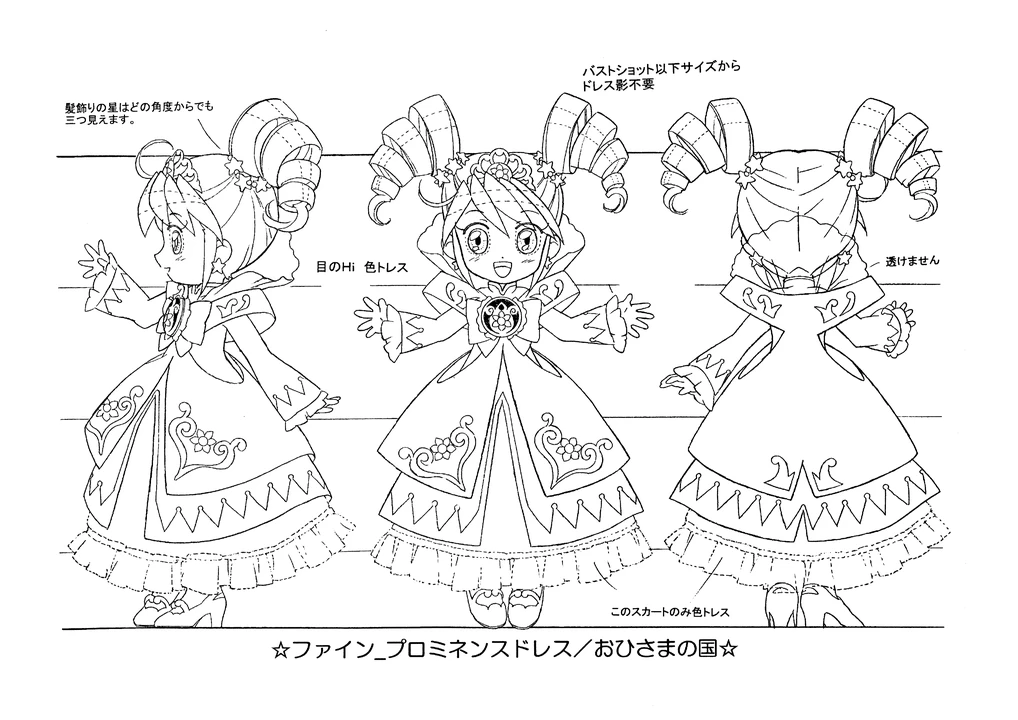 髪飾りの星はどの角度からでも
三つ見えます。
バストショット以下サイズから
ドレス影不要
目のHi 色トレス
透けません
このスカートのみ色トレス
☆ファイン_プロミネンスドレス／おひさまの国☆